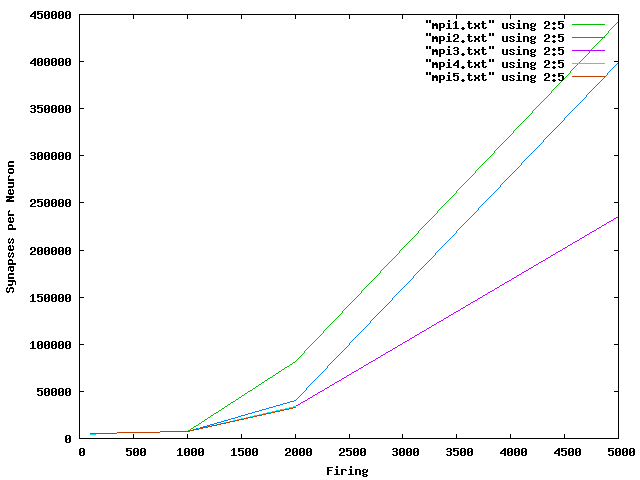 450000
400000
350000
300000
250000
200000
150000
100000
50000
0
Synapses per Neuron
"mpi1.txt" using 2:5
"mpi2.txt" using 2:5
"mpi3.txt" using 2:5
"mpi4.txt" using 2:5
"mpi5.txt" using 2:5
0 500 1000 1500 2000 2500 3000 3500 4000 4500 5000
Firing